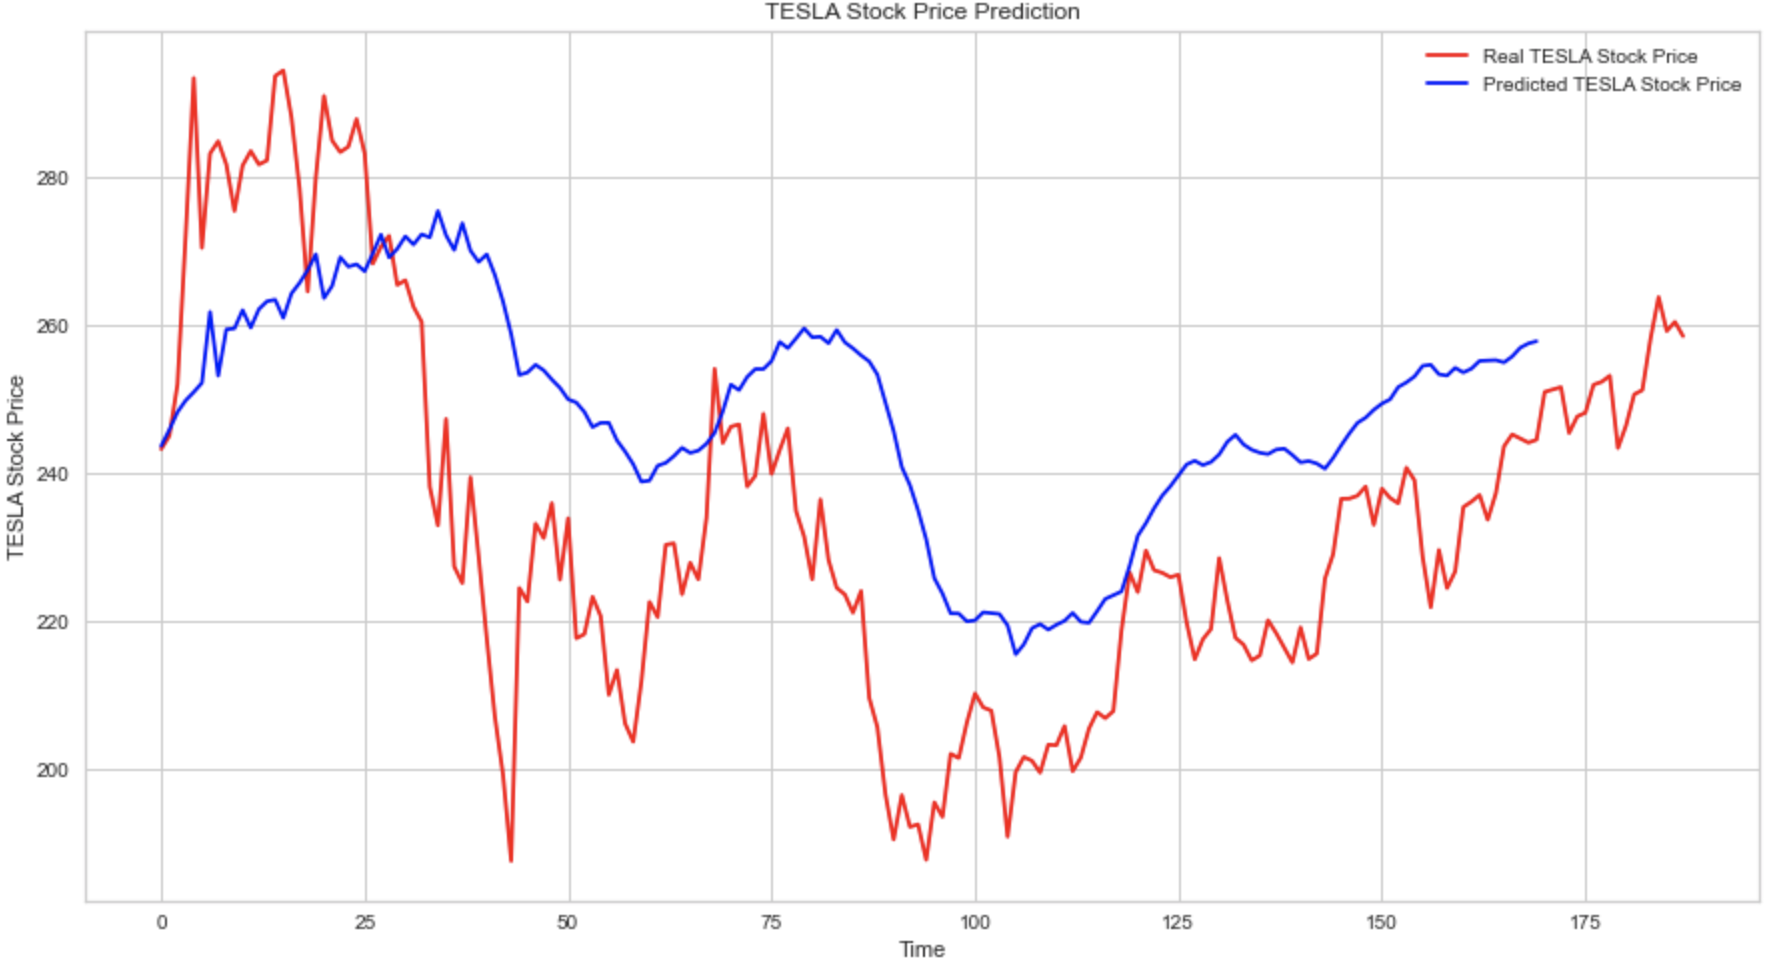 TESLA Stock Price Prediction
Real TESLA Stock Price
Predicted TESLA Stock Price
TESLA Stock Price
280
260
240
220
200
0 25 50 75 100 125 150 175
Time